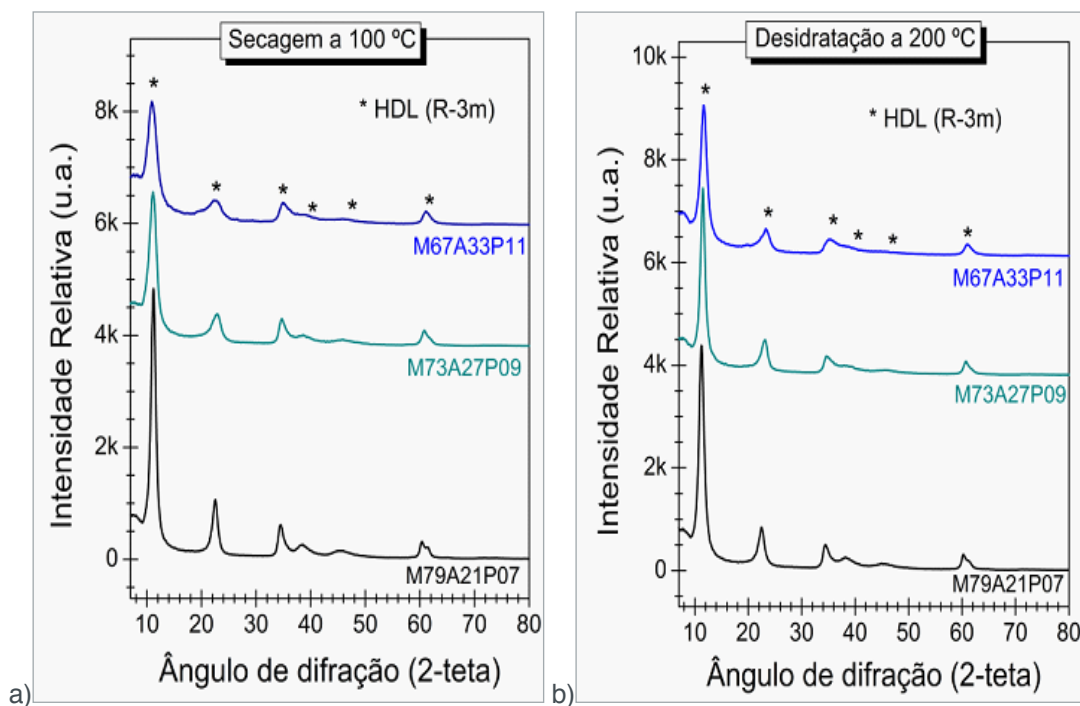 Secagem a 100 ºC
* HDL (R-3m)
Intensidade Relativa (u.a.)
8k
6k
4k
2k
0
* * * * * *
M67A33P11
M73A27P09
M79A21P07
10 20 30 40 50 60 70 80
Ângulo de difração (2-teta)
a)
Desidratação a 200 ºC
* HDL (R-3m)
Intensidade Relativa (u.a.)
10k
8k
6k
4k
2k
0
* * * * * *
M67A33P11
M73A27P09
M79A21P07
10 20 30 40 50 60 70 80
Ângulo de difração (2-teta)
b)